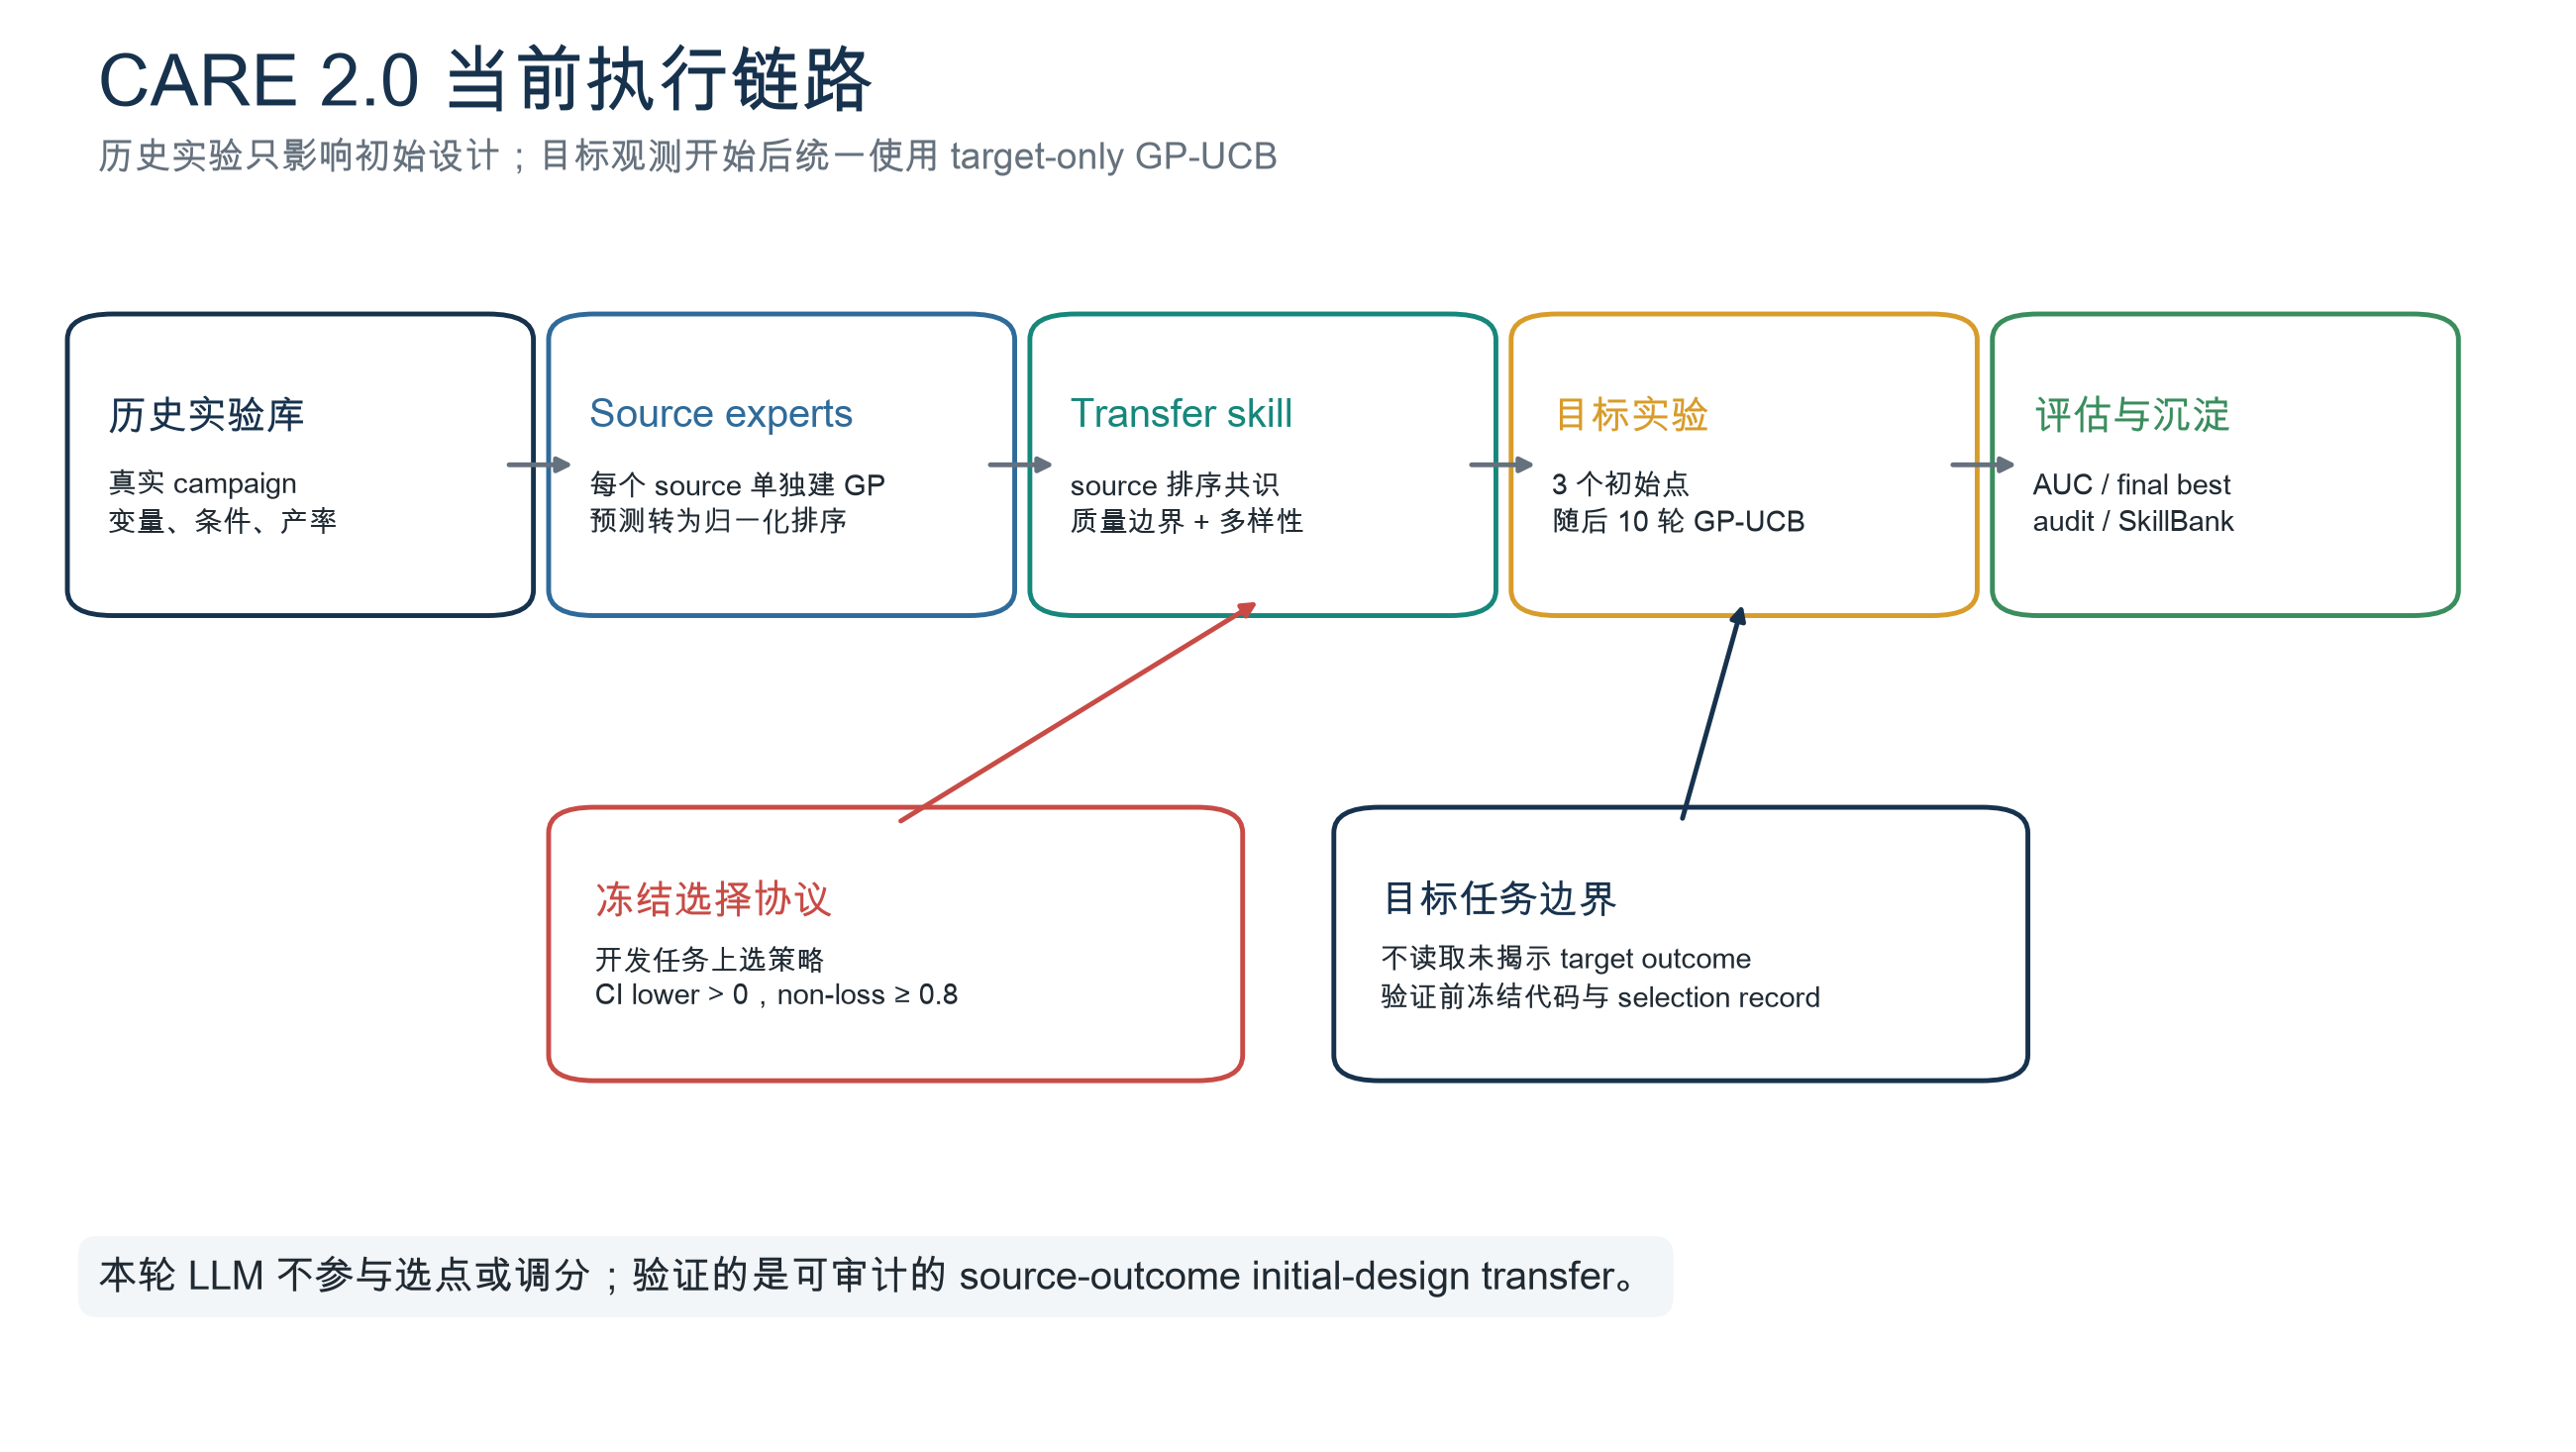 CARE 2.0 当前执行链路
历史实验只影响初始设计；目标观测开始后统一使用 target-only GP-UCB
历史实验库
真实 campaign
变量、条件、产率
Source experts
每个 source 单独建 GP
预测转为归一化排序
Transfer skill
source 排序共识
质量边界 + 多样性
目标实验
3 个初始点
随后 10 轮 GP-UCB
评估与沉淀
AUC / final best
audit / SkillBank
冻结选择协议
开发任务上选策略
CI lower > 0，non-loss ≥ 0.8
目标任务边界
不读取未揭示 target outcome
验证前冻结代码与 selection record
本轮 LLM 不参与选点或调分；验证的是可审计的 source-outcome initial-design transfer。